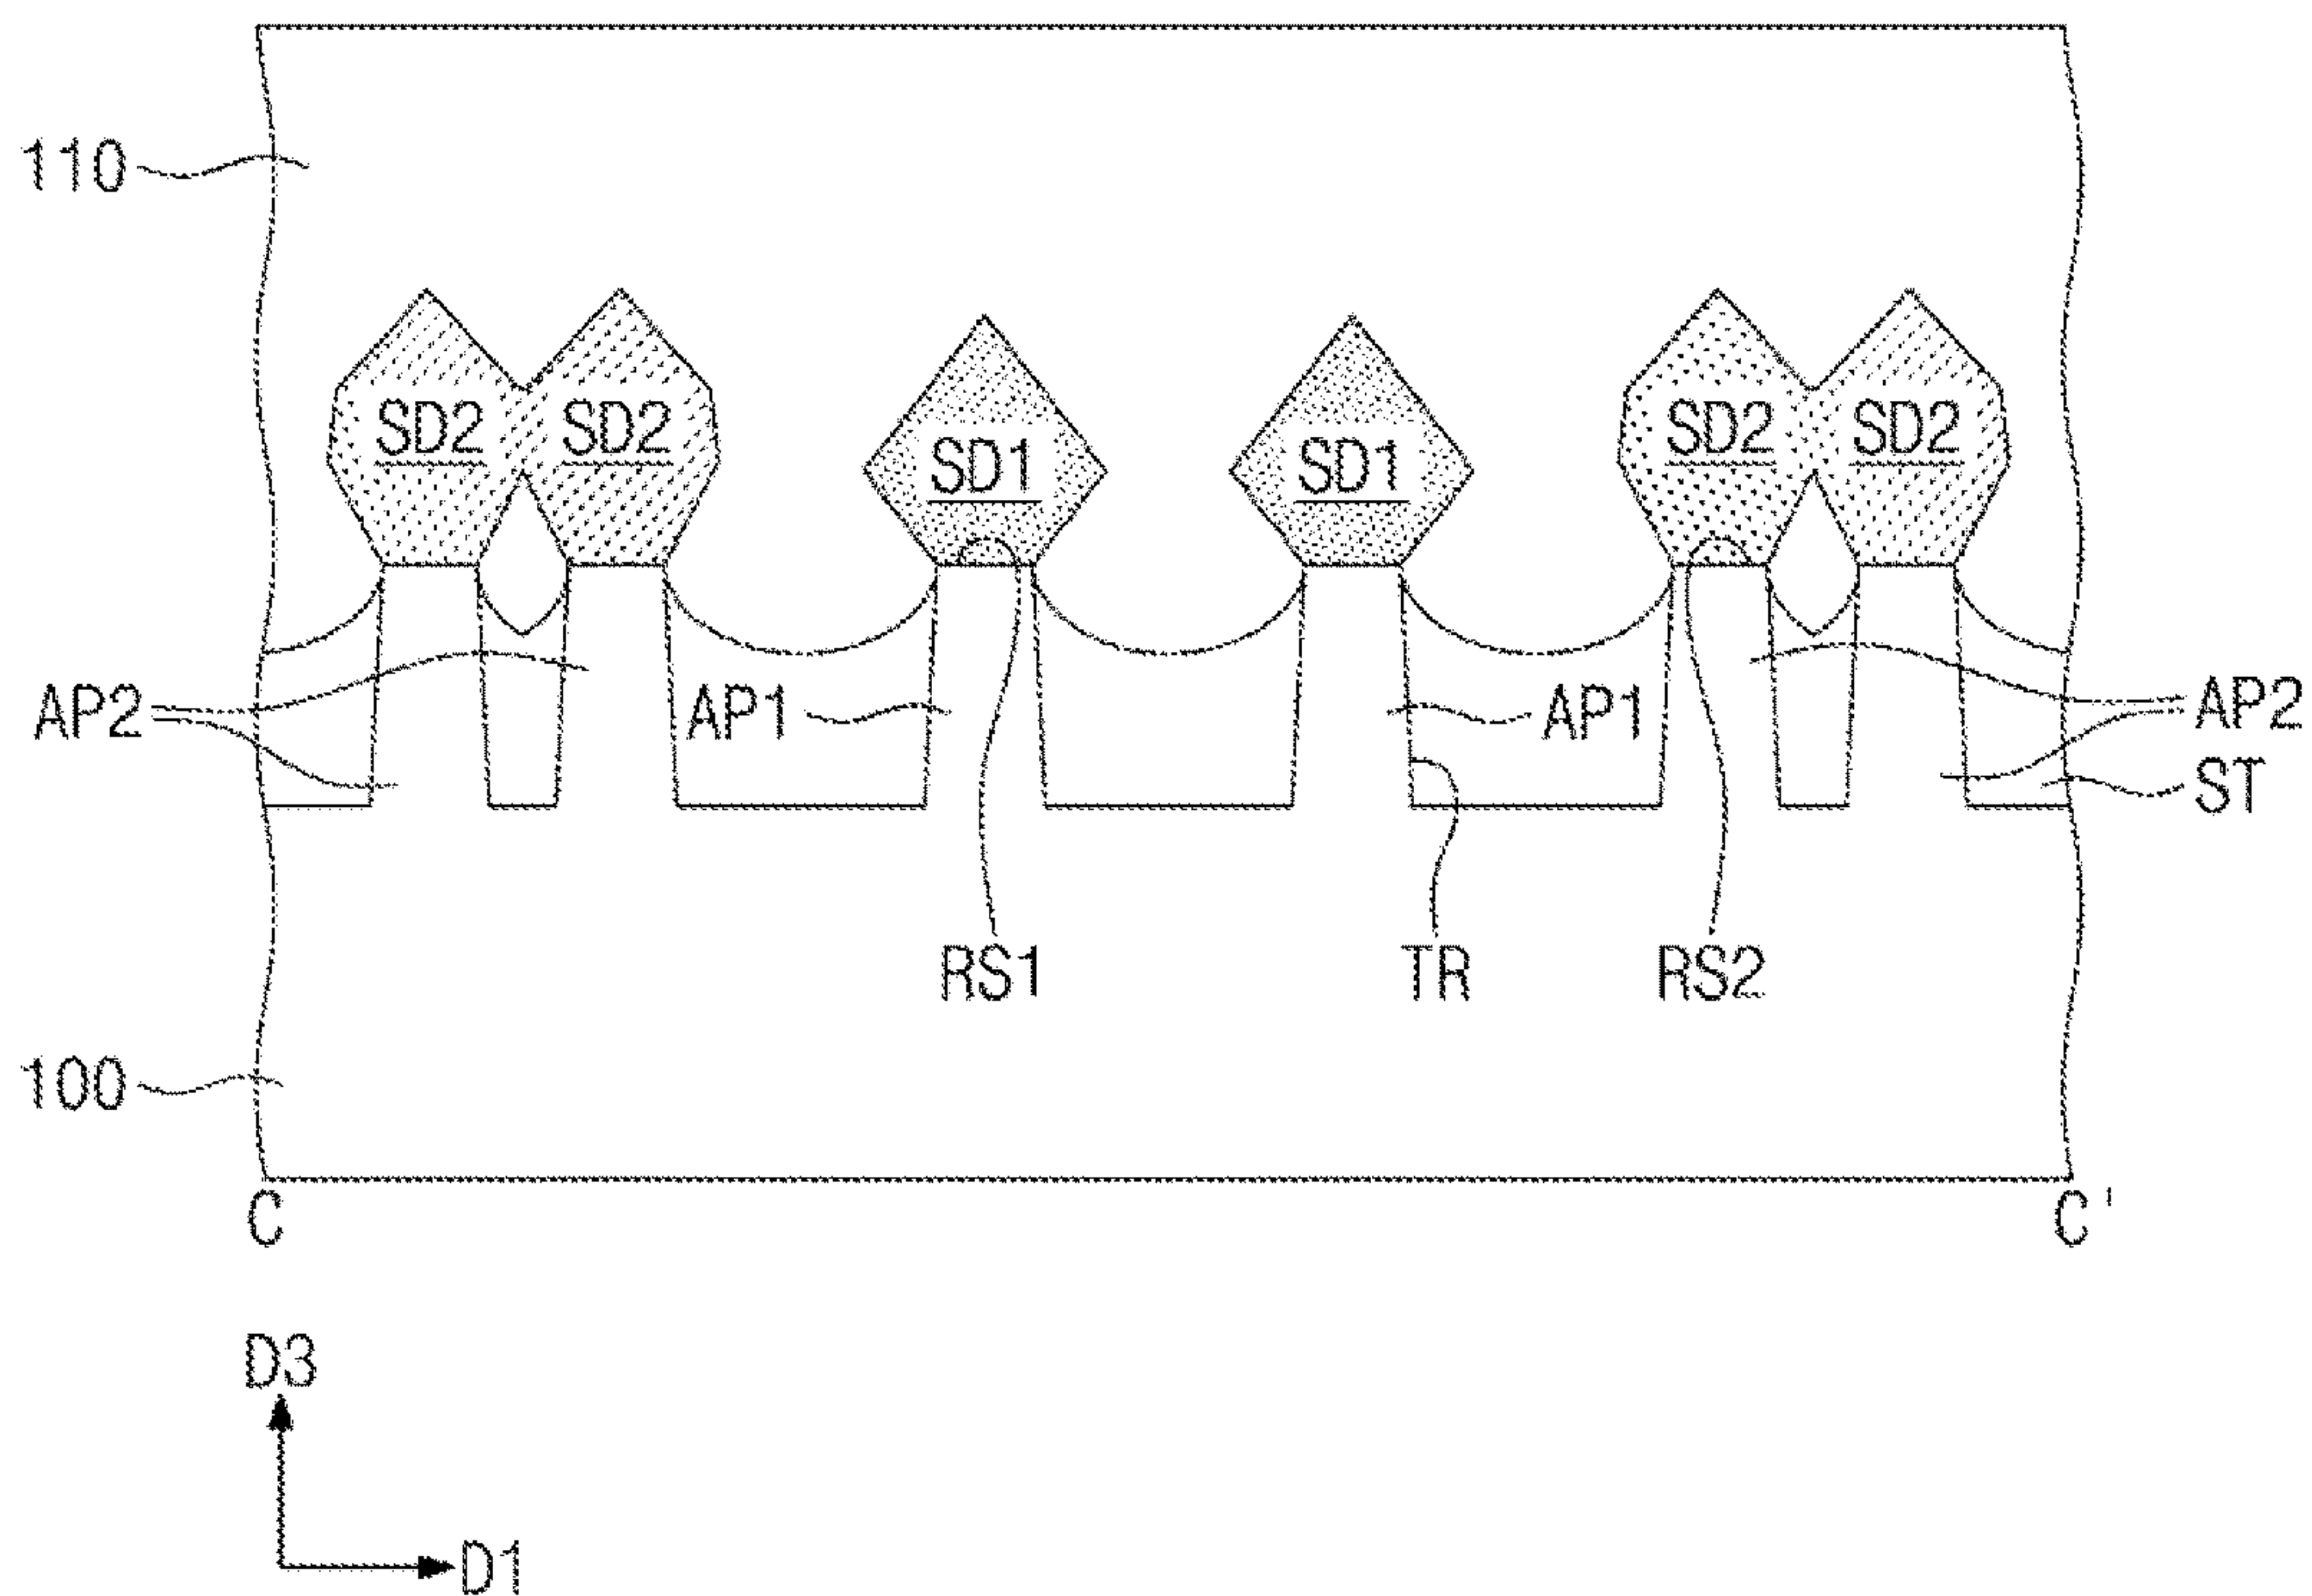 110
SD2 SD2 SD1 SD1 SD2 SD2
AP2 AP1 AP1 AP2
ST
RS1 TR RS2
100
C C'
D3
D1